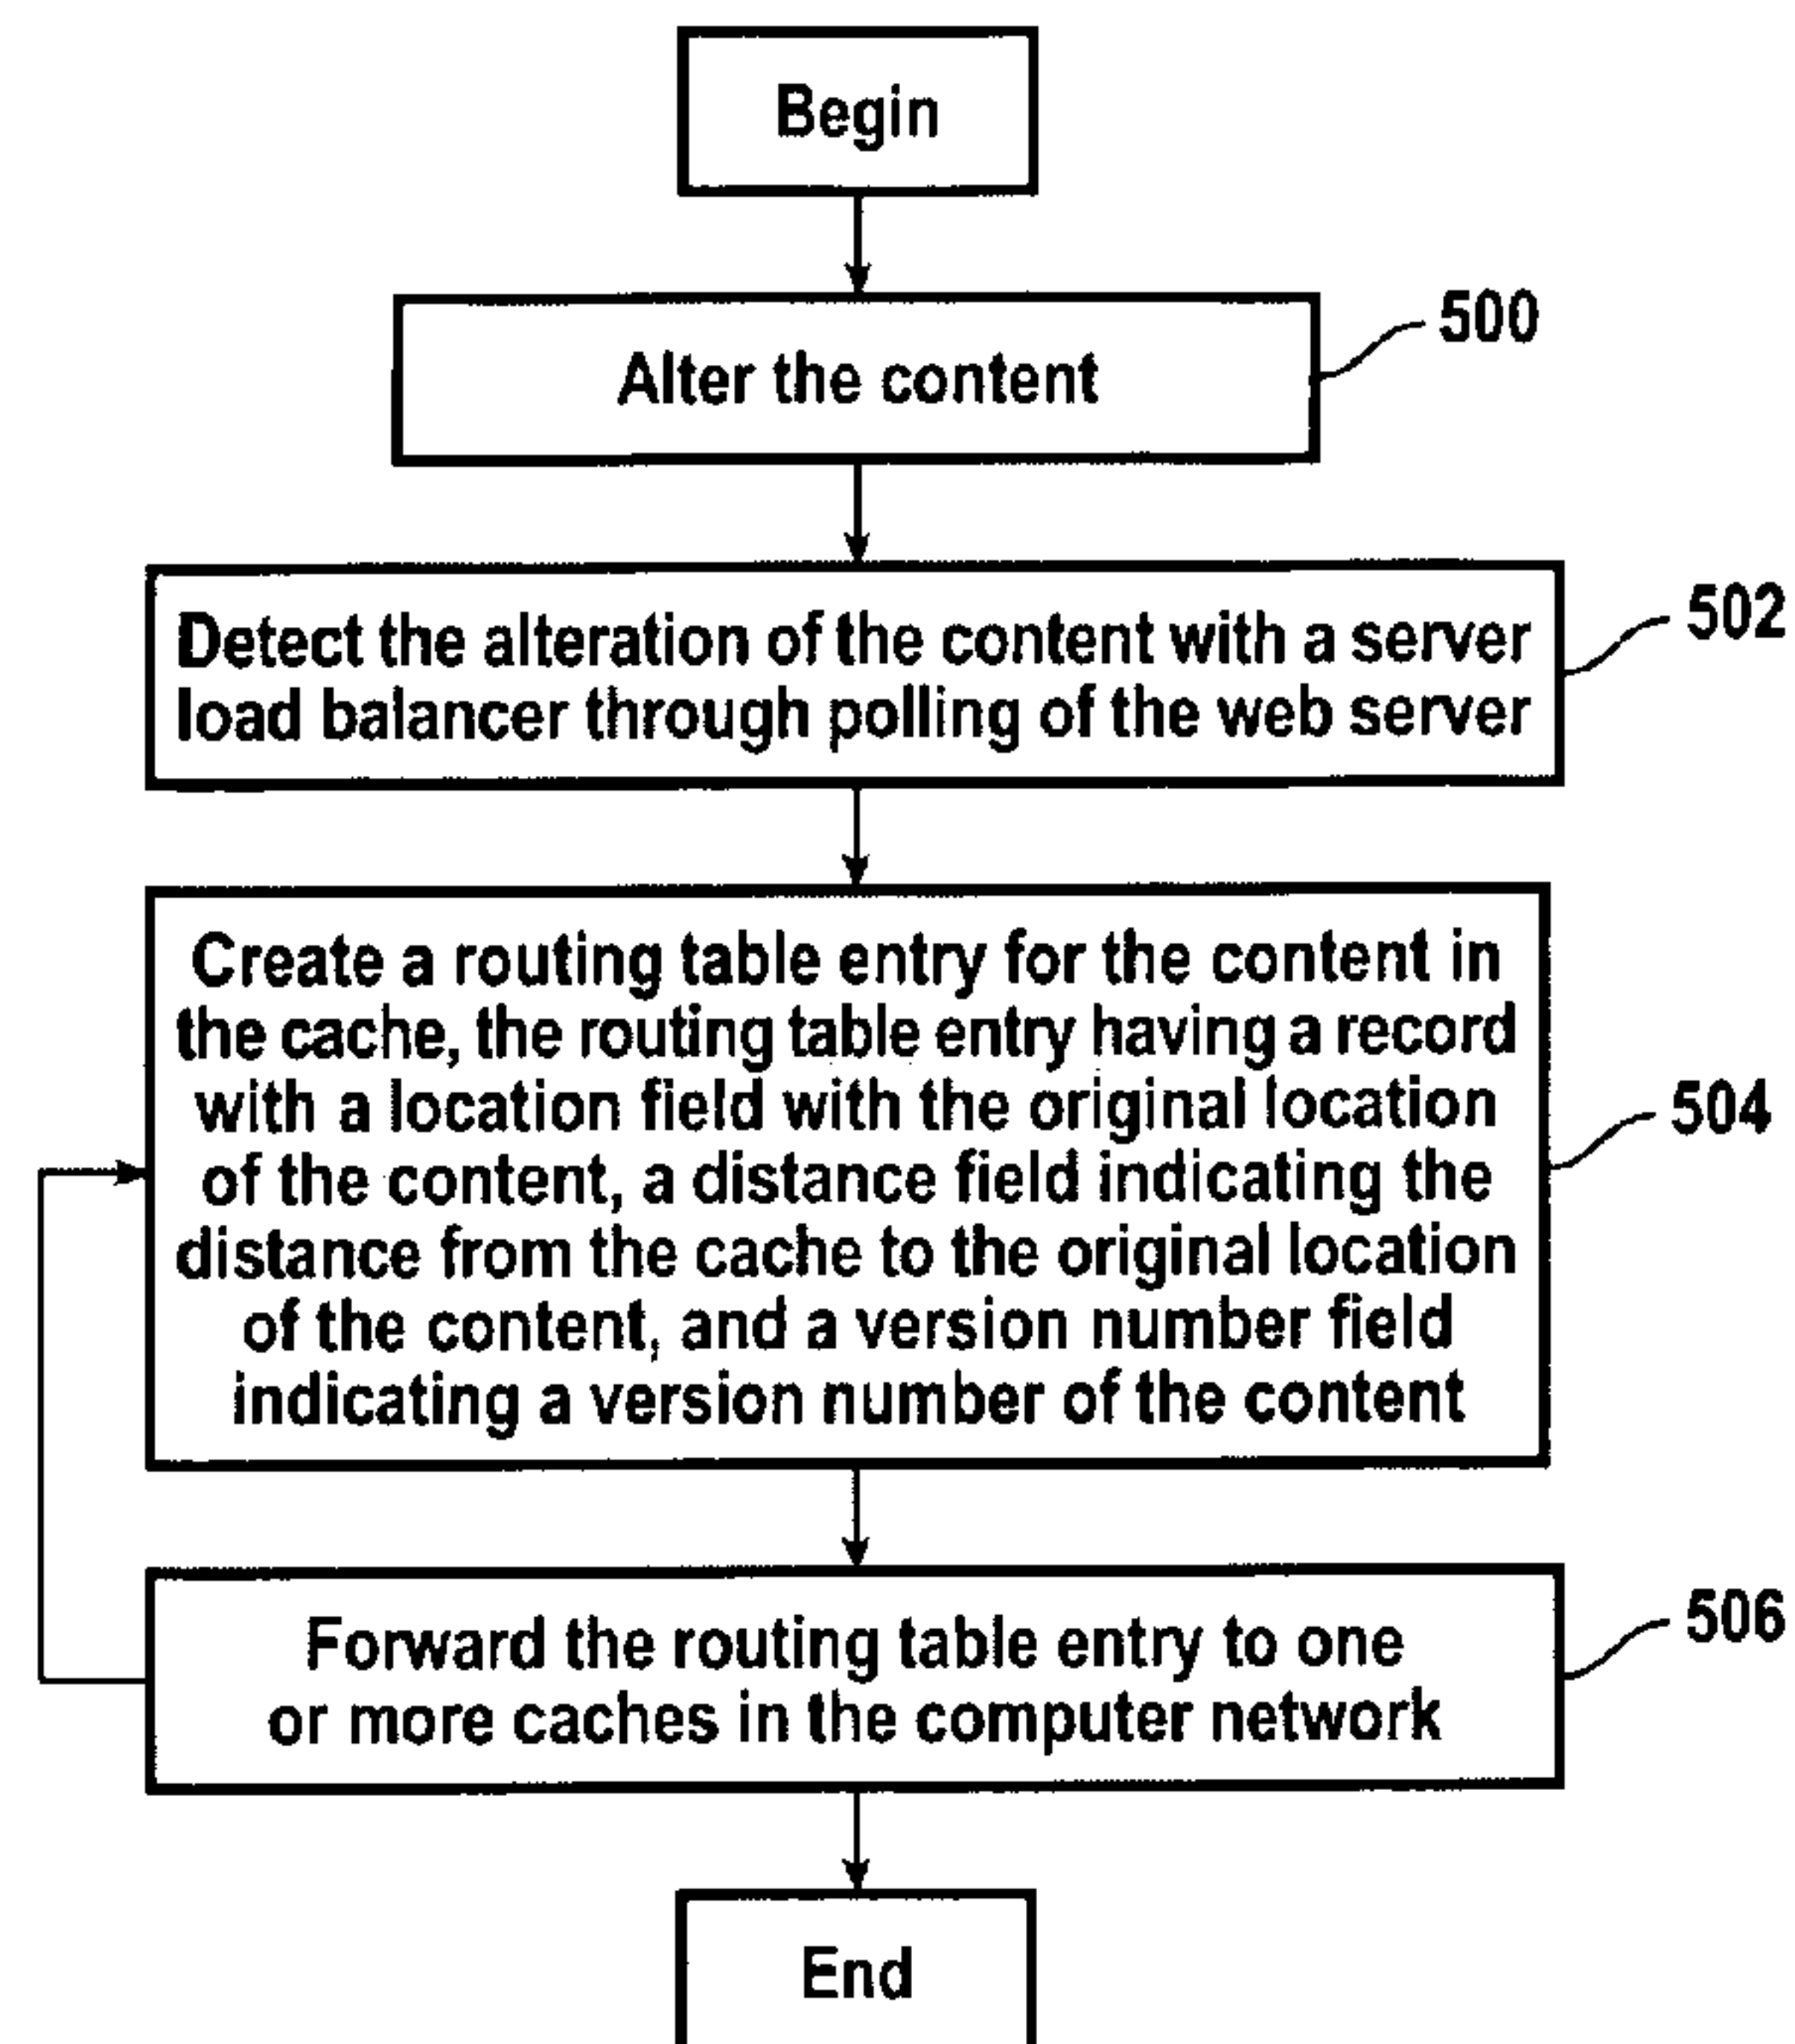 Begin
500
Alter the content
502
Detect the alteration of the content with a server
load balancer through polling of the web server
Create a routing table entry for the content in
the cache, the routing table entry having a record
with a location field with the original location
of the content, a distance field indicating the
distance from the cache to the original location
of the content, and a version number field
indicating a version number of the content
504
Forward the routing table entry to one
or more caches in the computer network
506
End